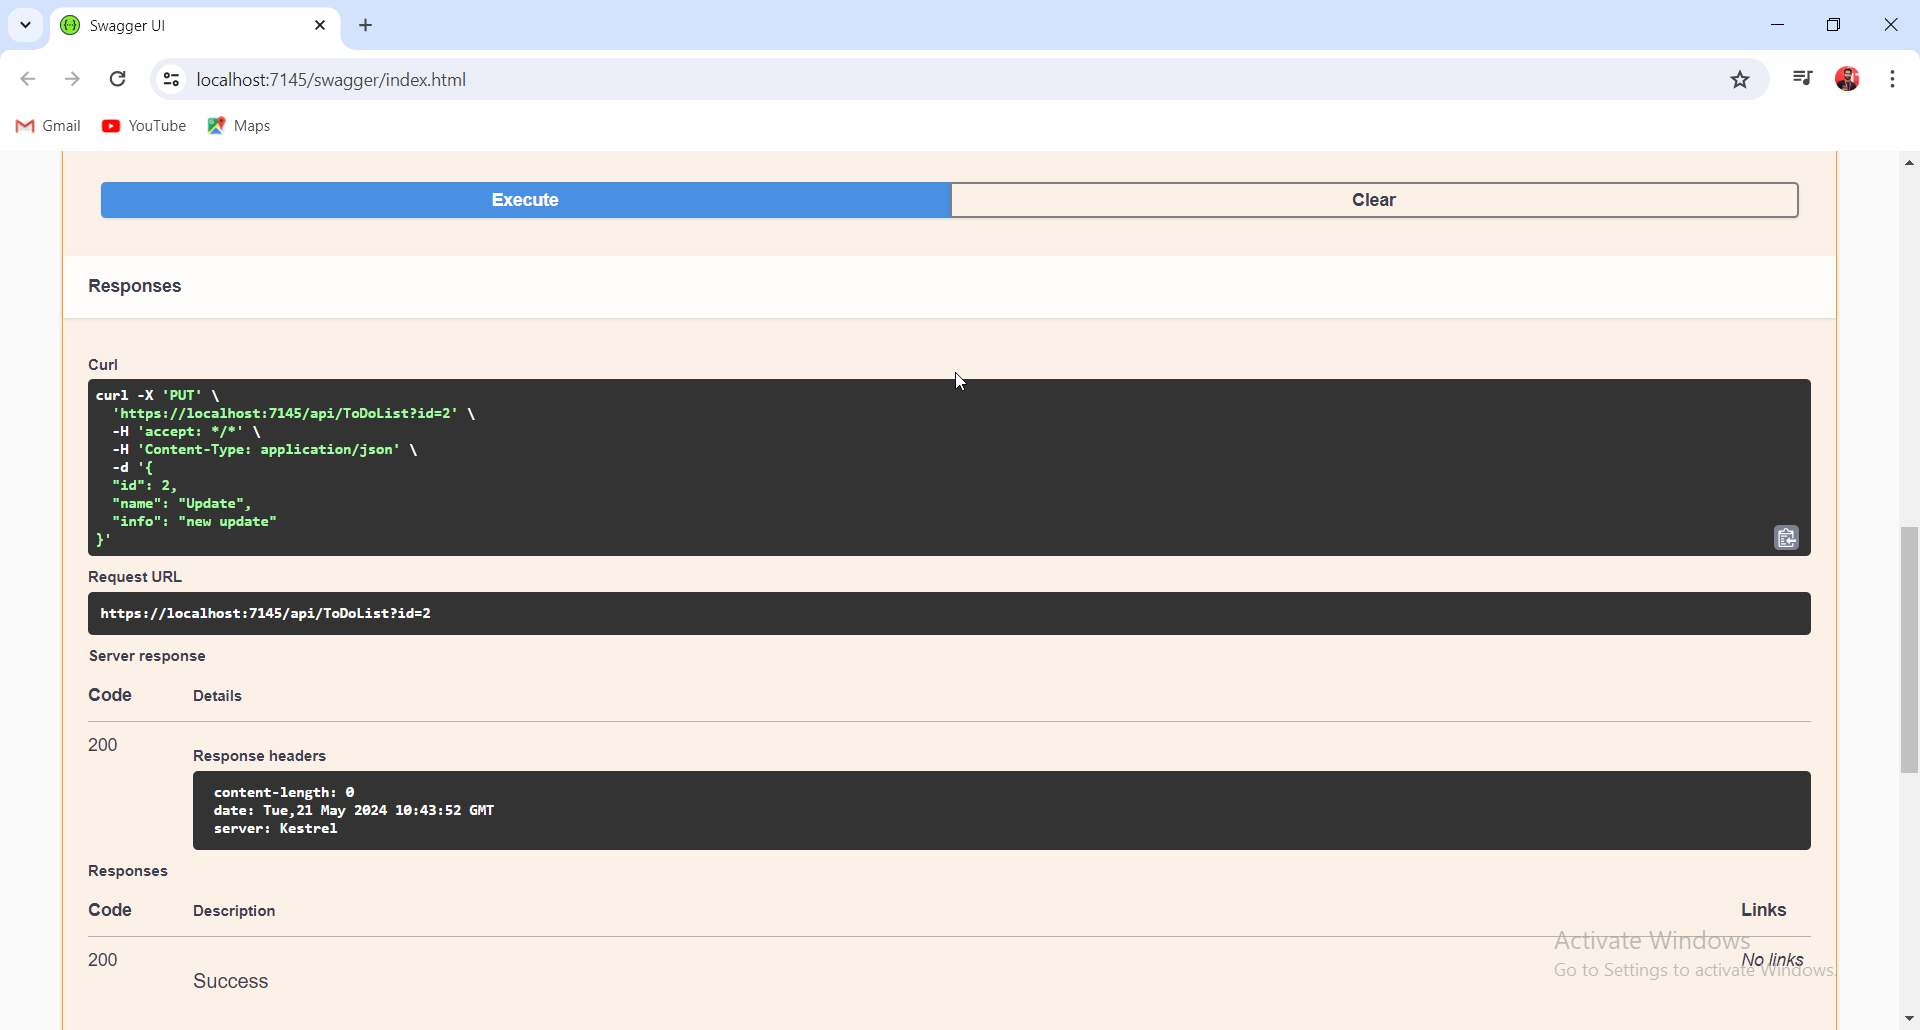 Swagger UI
localhost:7145/swagger/index.html
Gmail YouTube Maps
Execute Clear
Responses
Curl
curl -X 'PUT' \
'https://localhost:7145/api/ToDoList?id=2' \
-H 'accept: */*' \
-H 'Content-Type: application/json' \
-d '{
"id": 2,
"name": "Update",
"info": "new update"
}'
Request URL
https://localhost:7145/api/ToDoList?id=2
Server response
Code Details
200
Response headers
content-length: 0
date: Tue,21 May 2024 10:43:52 GMT
server: Kestrel
Responses
Code Description Links
Activate Windows
200 No links
Go to Settings to activate Windows.
Success